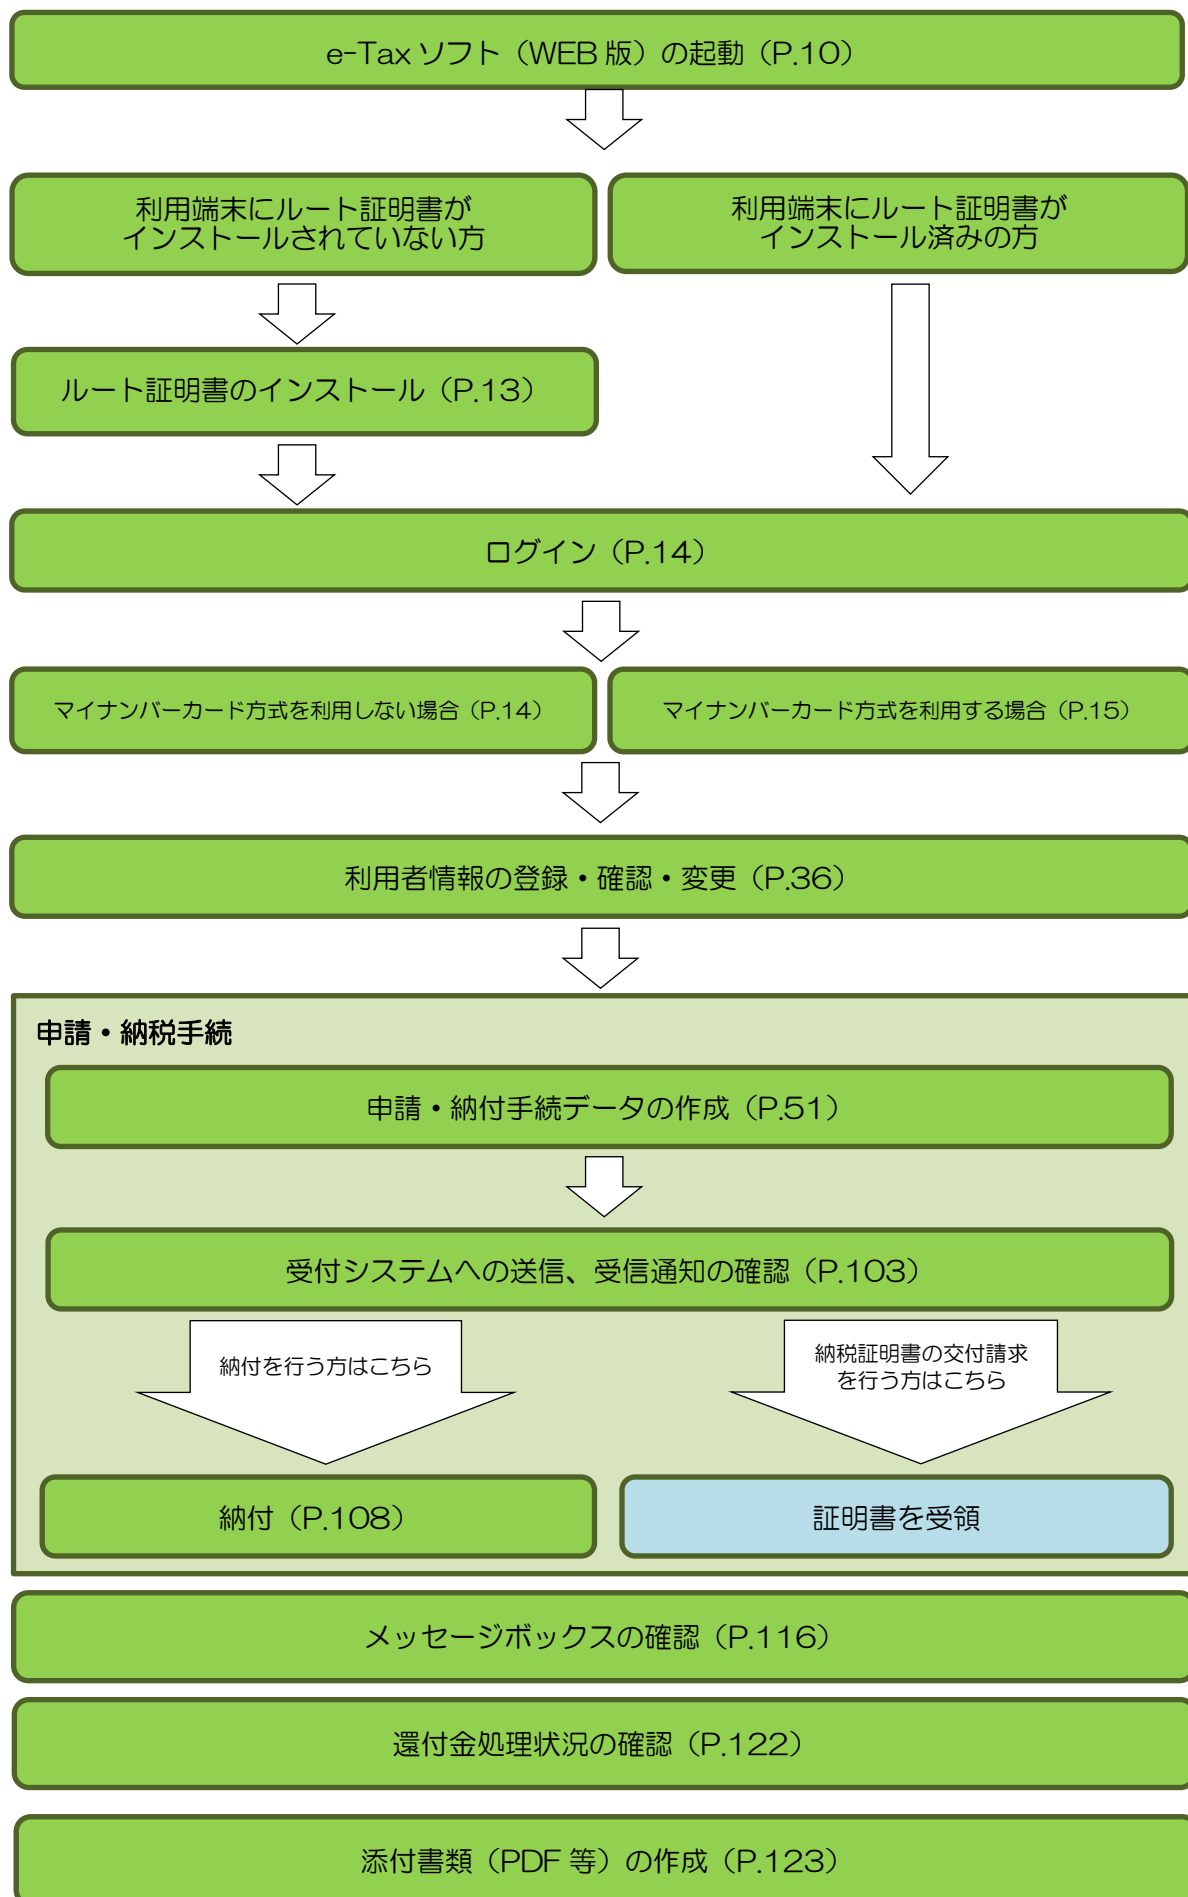 e-Tax ソフト（WEB 版）の起動（P.10）
利用端末にルート証明書が
インストールされていない方
利用端末にルート証明書が
インストール済みの方
ルート証明書のインストール（P.13）
ログイン（P.14）
マイナンバーカード方式を利用しない場合（P.14）
マイナンバーカード方式を利用する場合（P.15）
利用者情報の登録・確認・変更（P.36）
申請・納税手続
申請・納付手続データの作成（P.51）
受付システムへの送信、受信通知の確認（P.103）
納付を行う方はこちら
納税証明書の交付請求
を行う方はこちら
納付（P.108）
証明書を受領
メッセージボックスの確認（P.116）
還付金処理状況の確認（P.122）
添付書類（PDF 等）の作成（P.123）